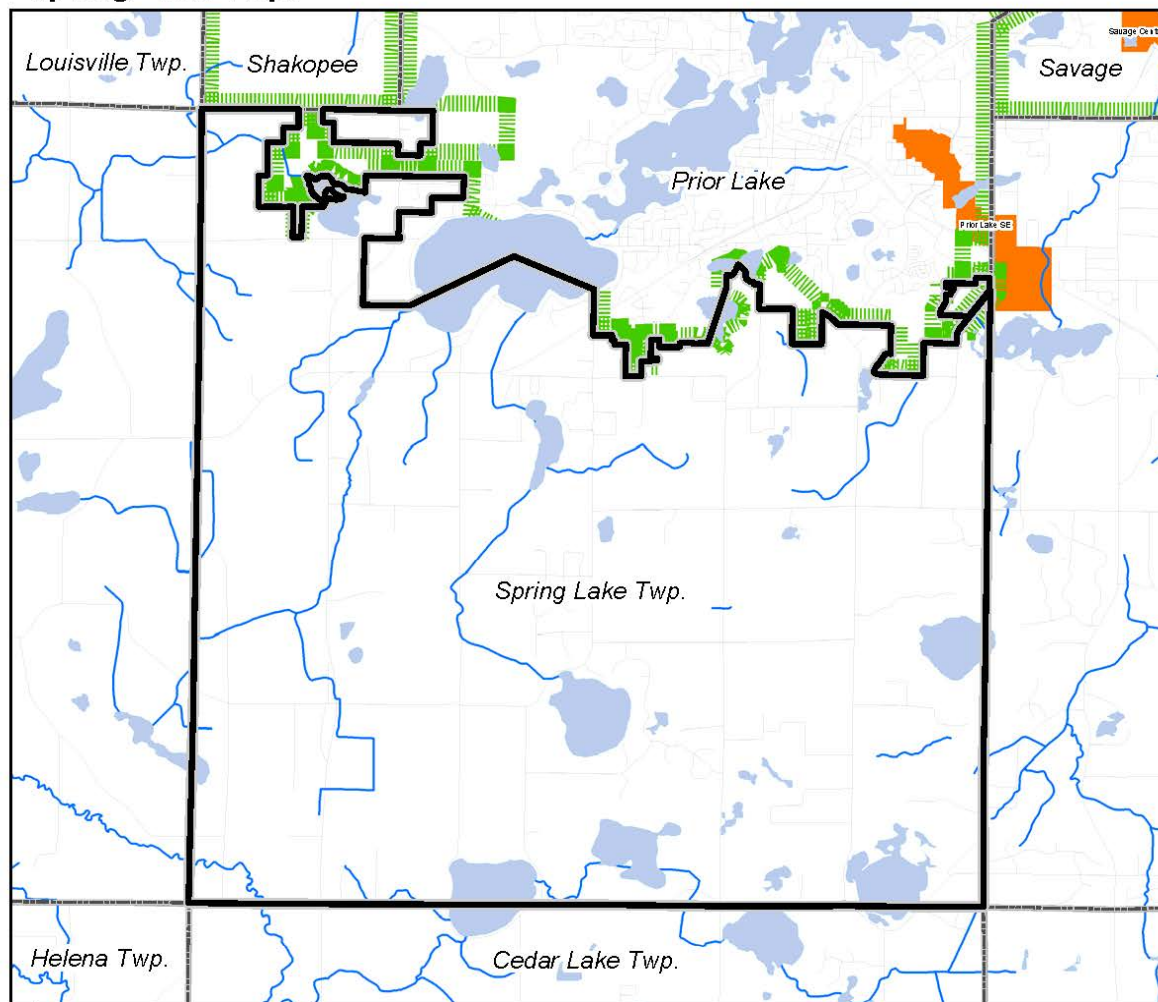 Louisville Twp.
Shakopee
Savage
Prior Lake
Prior Lake SE
Spring Lake Twp.
Helena Twp.
Cedar Lake Twp.